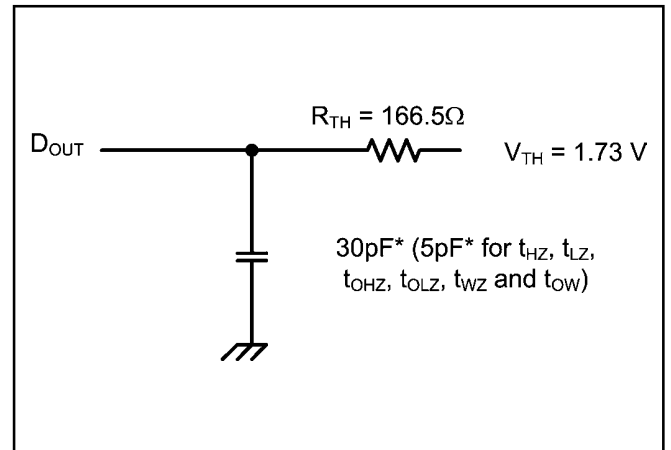 R_TH = 166.5Ω
D_OUT
V_TH = 1.73 V
30pF* (5pF* for t_HZ, t_LZ,
t_OHZ, t_OLZ, t_WZ and t_OW)